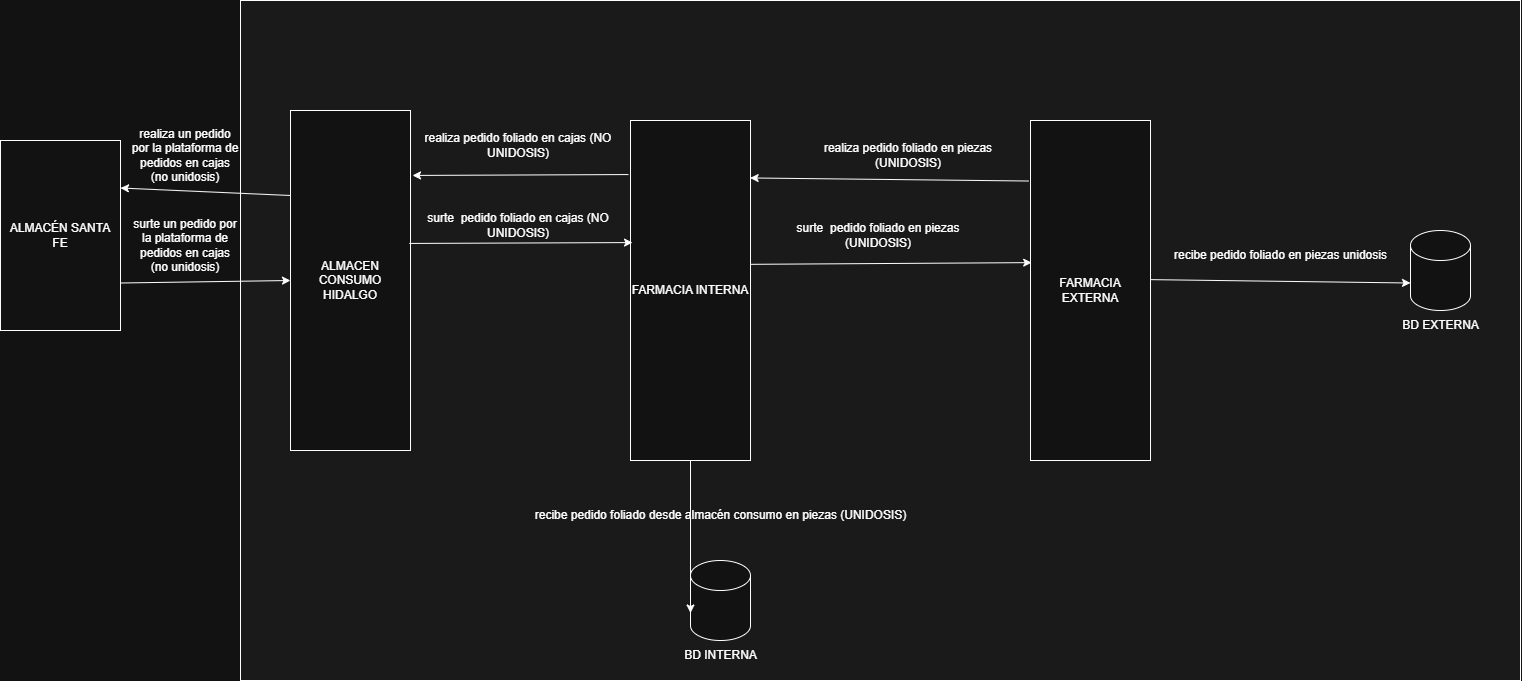 realiza un pedido
por la plataforma de
pedidos en cajas
(no unidosis)
ALMACÉN SANTA
FE
surte un pedido por
la plataforma de
pedidos en cajas
(no unidosis)
ALMACEN
CONSUMO
HIDALGO
realiza pedido foliado en cajas (NO
UNIDOSIS)
surte  pedido foliado en cajas (NO
UNIDOSIS)
FARMACIA INTERNA
realiza pedido foliado en piezas
(UNIDOSIS)
surte  pedido foliado en piezas
(UNIDOSIS)
FARMACIA
EXTERNA
recibe pedido foliado en piezas unidosis
BD EXTERNA
recibe pedido foliado desde almacén consumo en piezas (UNIDOSIS)
BD INTERNA